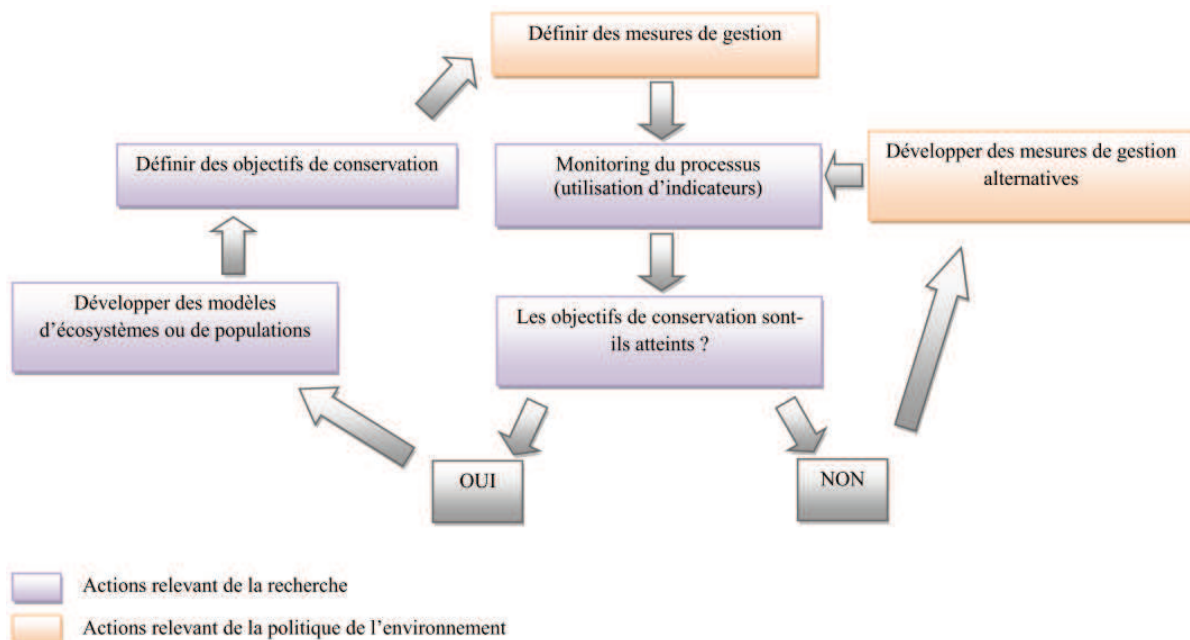 Définir des mesures de gestion
Définir des objectifs de conservation
Monitoring du processus
(utilisation d’indicateurs)
Développer des mesures de gestion
alternatives
Développer des modèles
d’écosystèmes ou de populations
Les objectifs de conservation sont-
ils atteints ?
OUI
NON
Actions relevant de la recherche
Actions relevant de la politique de l’environnement